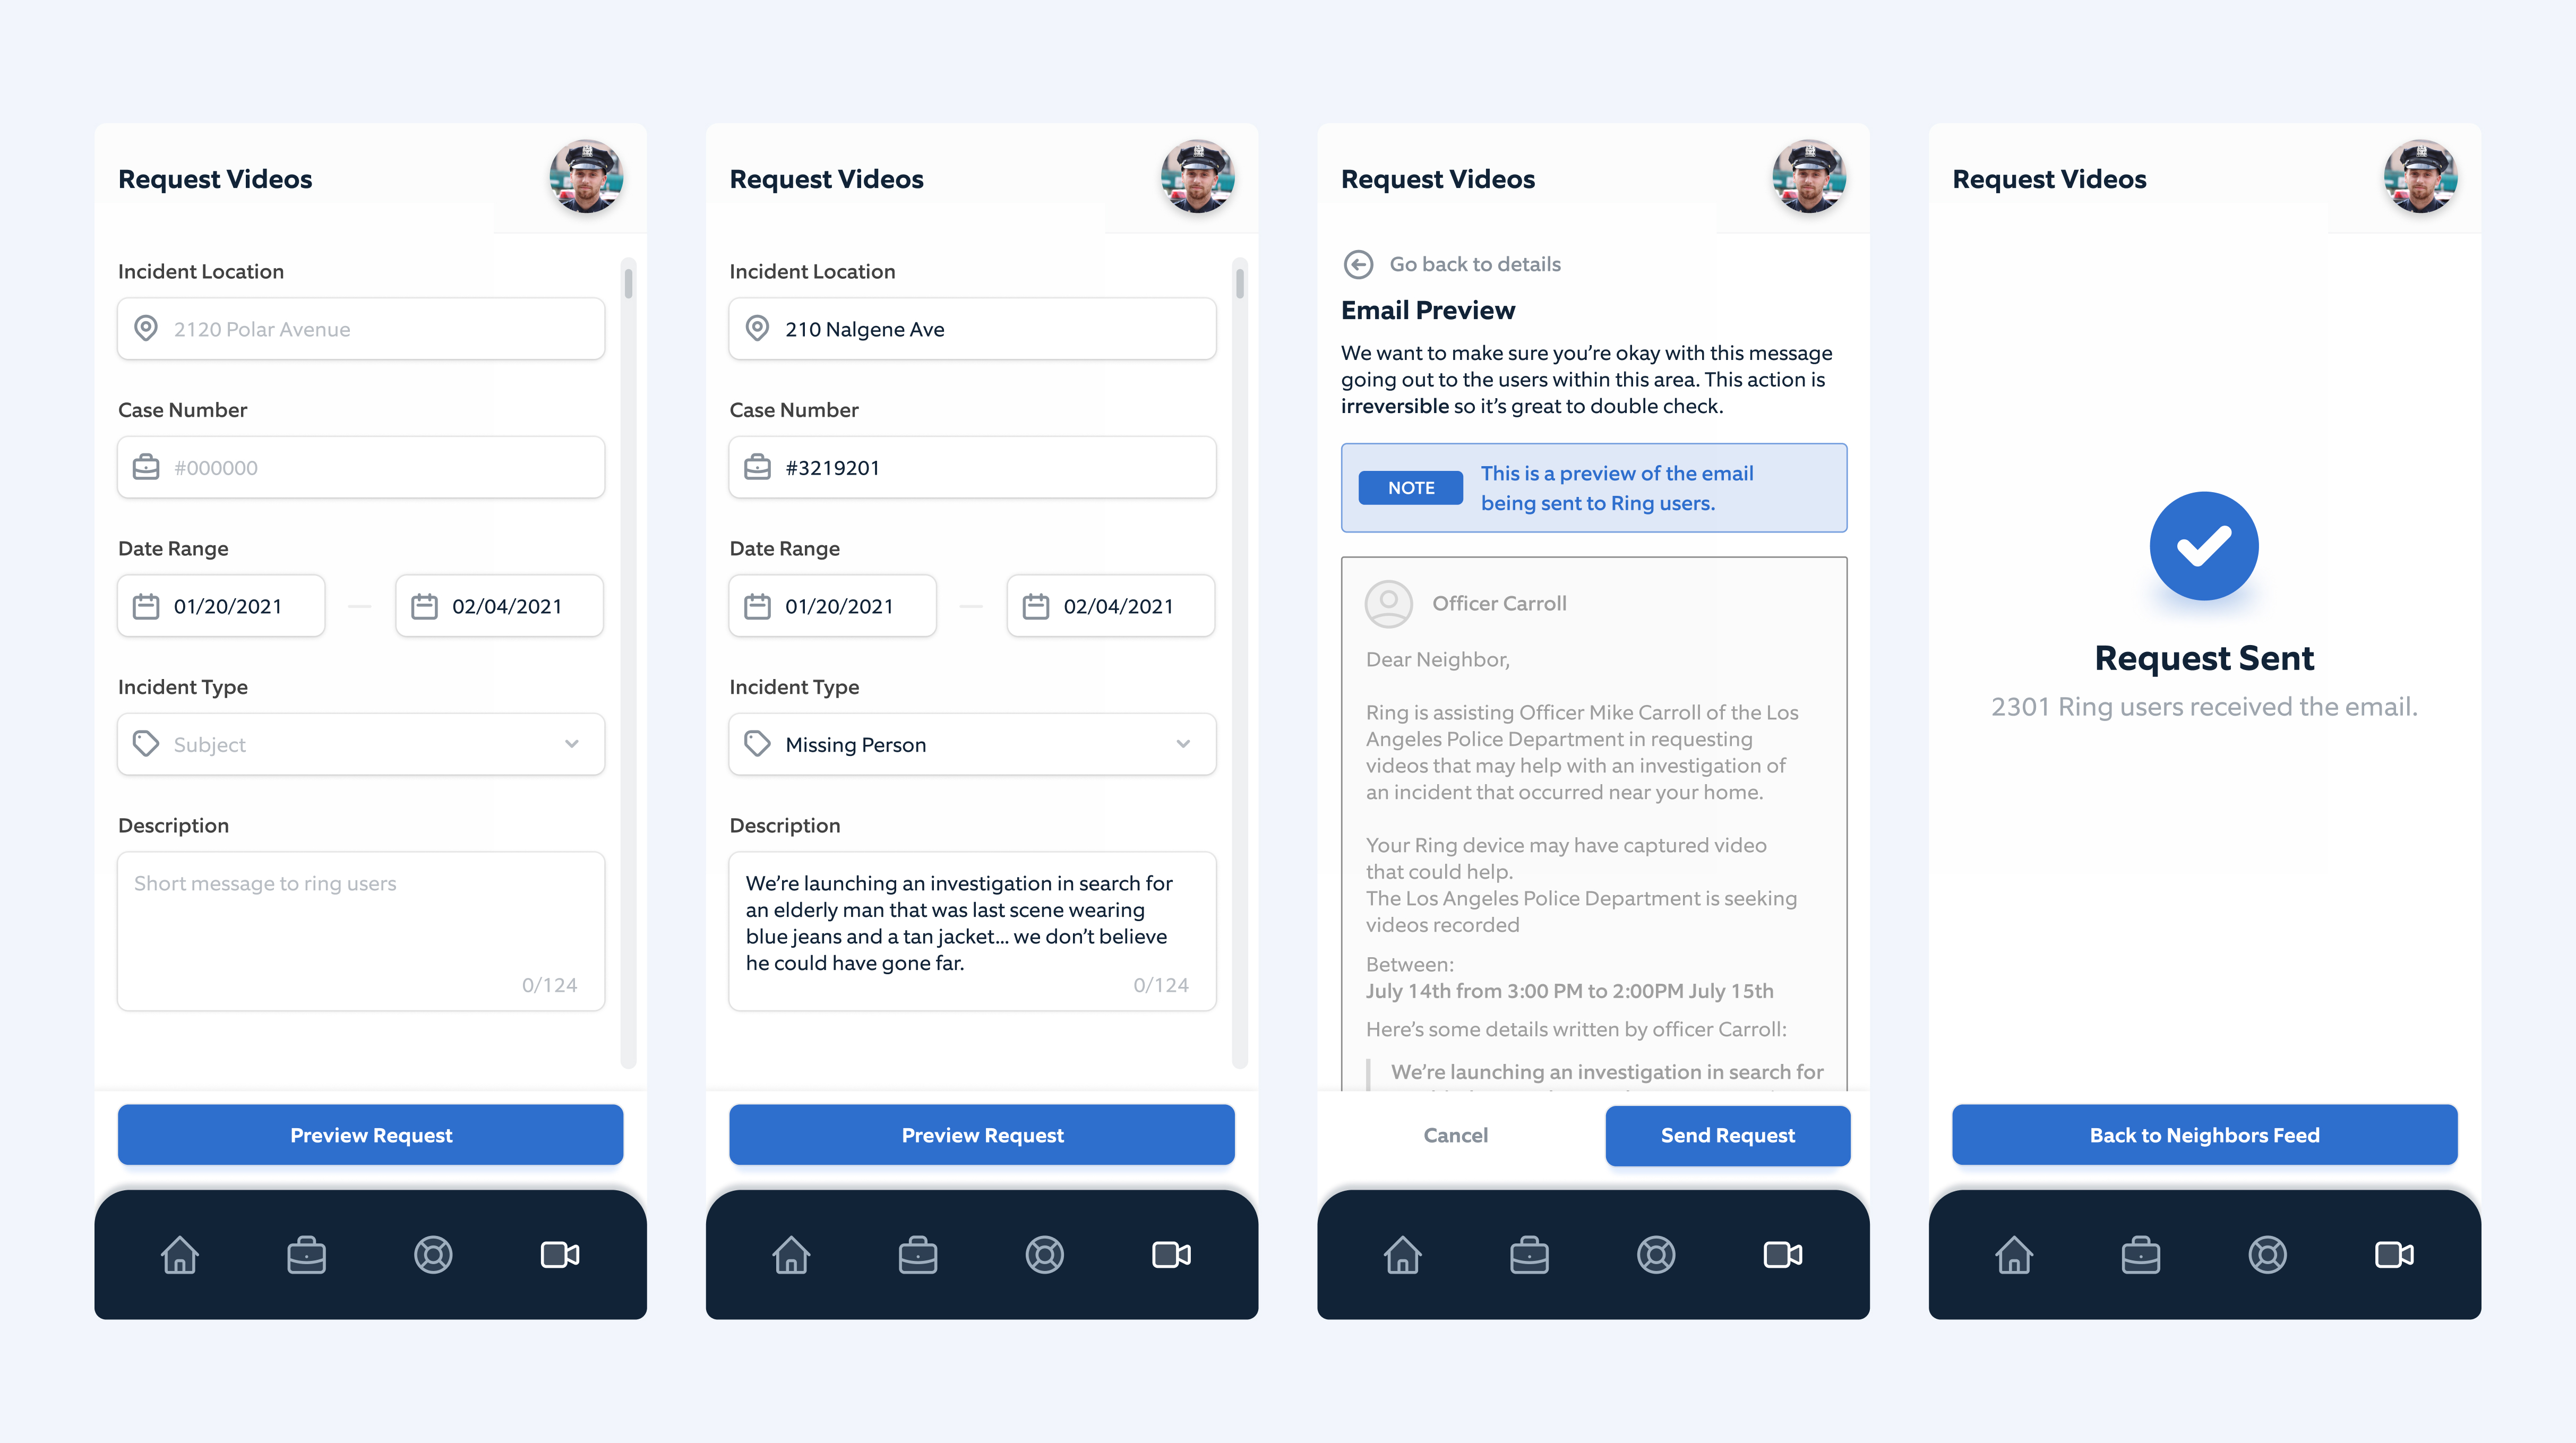 Request Videos
Incident Location
2120 Polar Avenue
Case Number
#000000
Date Range
01/20/2021
02/04/2021
Incident Type
Subject
Description
Short message to ring users
0/124
Preview Request
Request Videos
Incident Location
210 Nalgene Ave
Case Number
#3219201
Date Range
01/20/2021
02/04/2021
Incident Type
Missing Person
Description
We’re launching an investigation in search for
an elderly man that was last scene wearing
blue jeans and a tan jacket... we don’t believe
he could have gone far.
0/124
Preview Request
Request Videos
Go back to details
Email Preview
We want to make sure you’re okay with this message
going out to the users within this area. This action is
irreversible so it’s great to double check.
NOTE
This is a preview of the email
being sent to Ring users.
Officer Carroll
Dear Neighbor,
Ring is assisting Officer Mike Carroll of the Los
Angeles Police Department in requesting
videos that may help with an investigation of
an incident that occurred near your home.
Your Ring device may have captured video
that could help.
The Los Angeles Police Department is seeking
videos recorded
Between:
July 14th from 3:00 PM to 2:00PM July 15th
Here’s some details written by officer Carroll:
We’re launching an investigation in search for
Cancel
Send Request
Request Videos
Request Sent
2301 Ring users received the email.
Back to Neighbors Feed